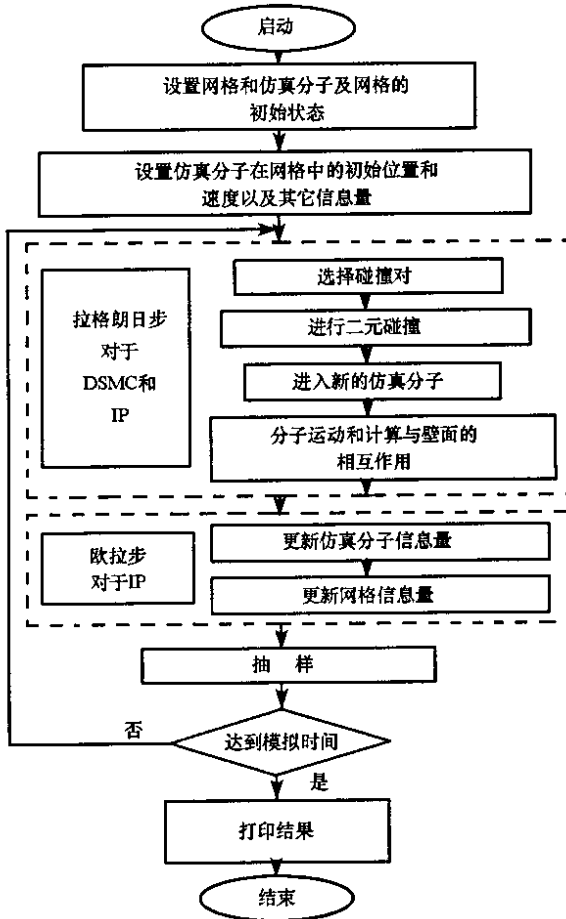 启动
设置网格和仿真分子及网格的
初始状态
设置仿真分子在网格中的初始位置和
速度以及其它信息量
拉格朗日步
对于
DSMC和
IP
选择碰撞对
进行二元碰撞
进入新的仿真分子
分子运动和计算与壁面的
相互作用
欧拉步
对于IP
更新仿真分子信息量
更新网格信息量
抽 样
否
达到模拟时间
是
打印结果
结束